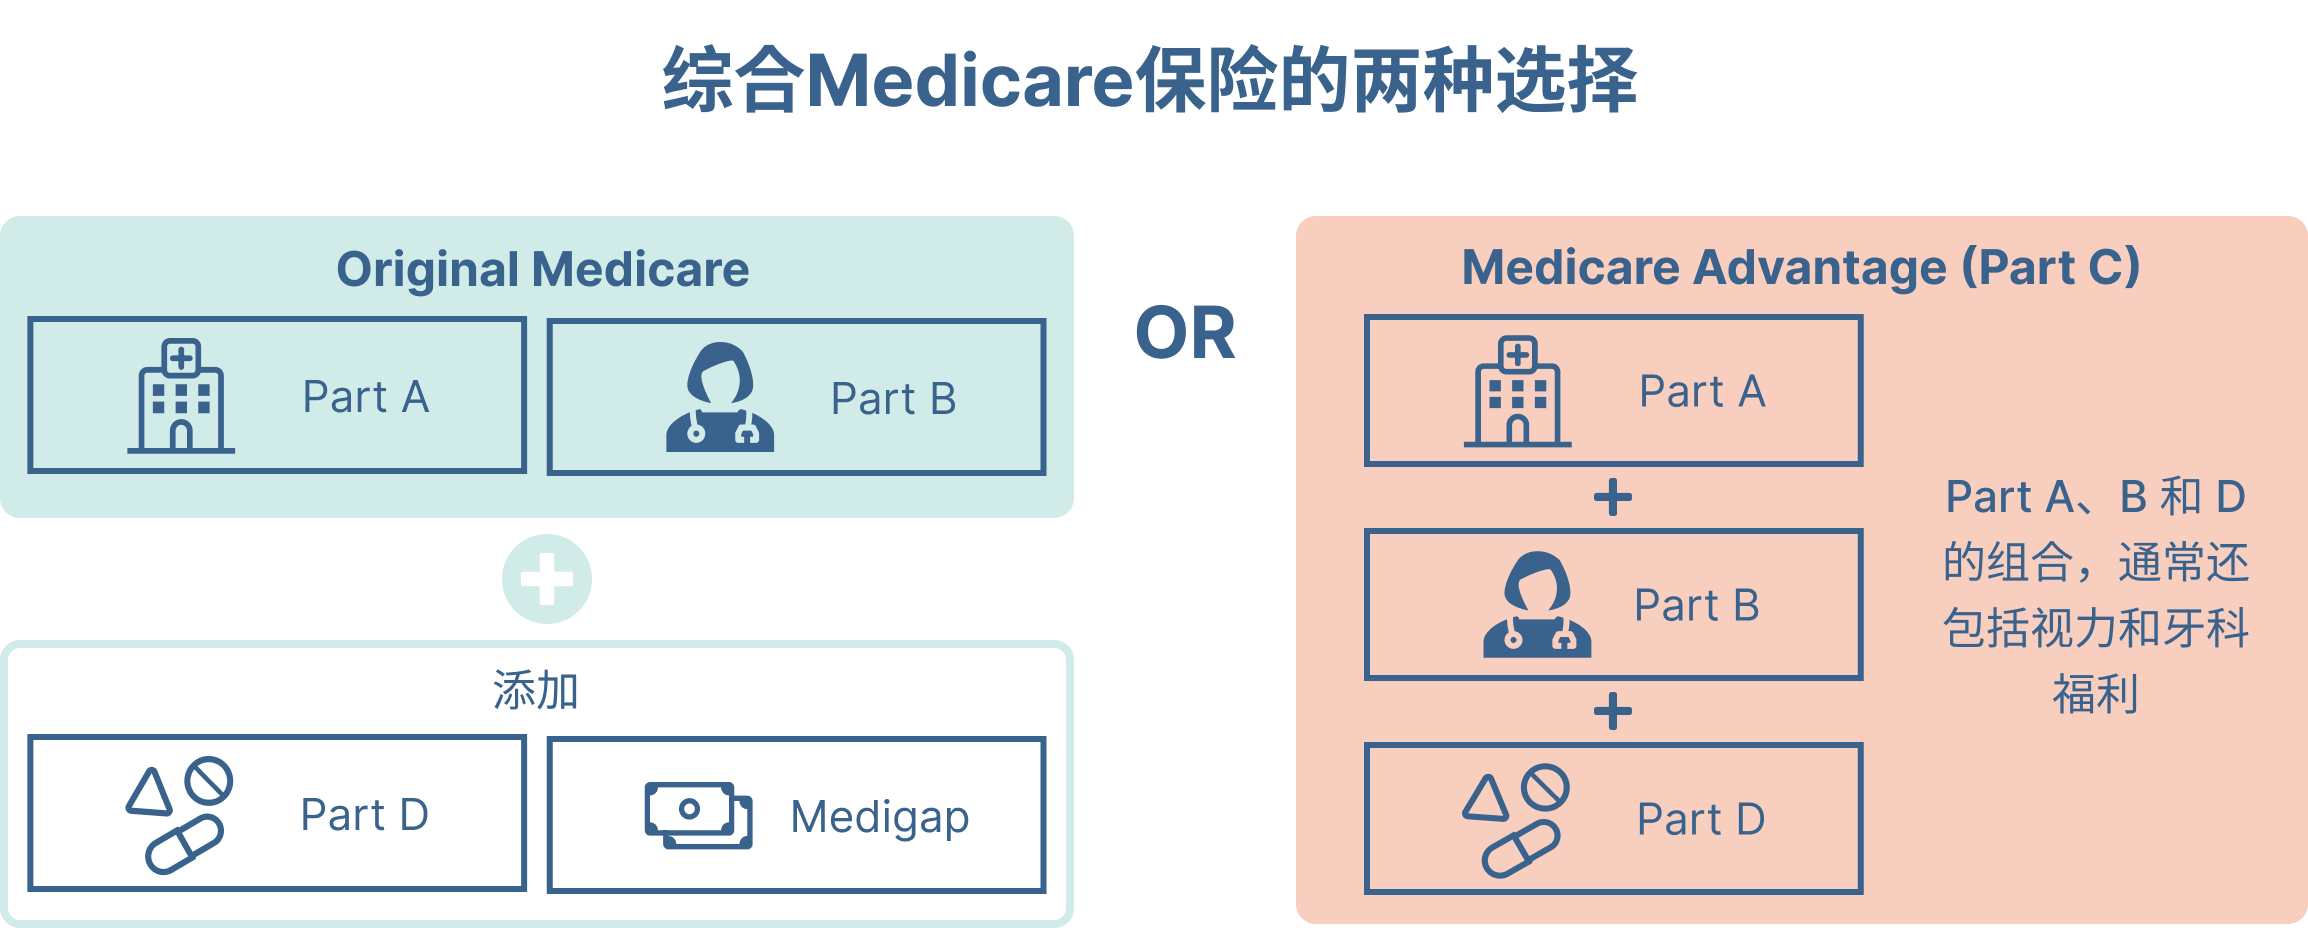 综合Medicare保险的两种选择
Original Medicare
Part A
Part B
添加
Part D
Medigap
OR
Medicare Advantage (Part C)
Part A
Part B
Part D
Part A、B 和 D
的组合，通常还
包括视力和牙科
福利